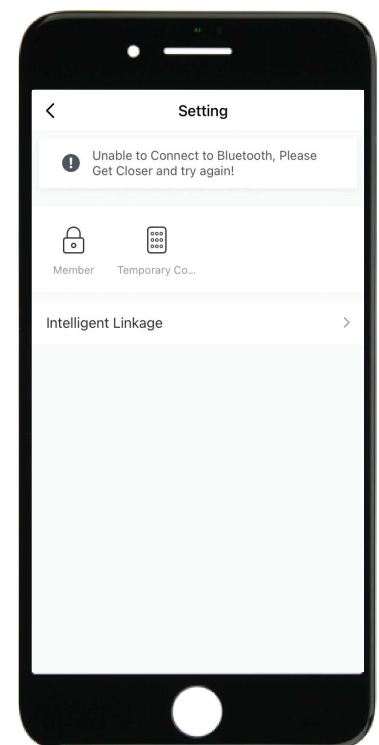 Setting
Unable to Connect to Bluetooth, Please
Get Closer and try again!
Member
Temporary Co...
Intelligent Linkage